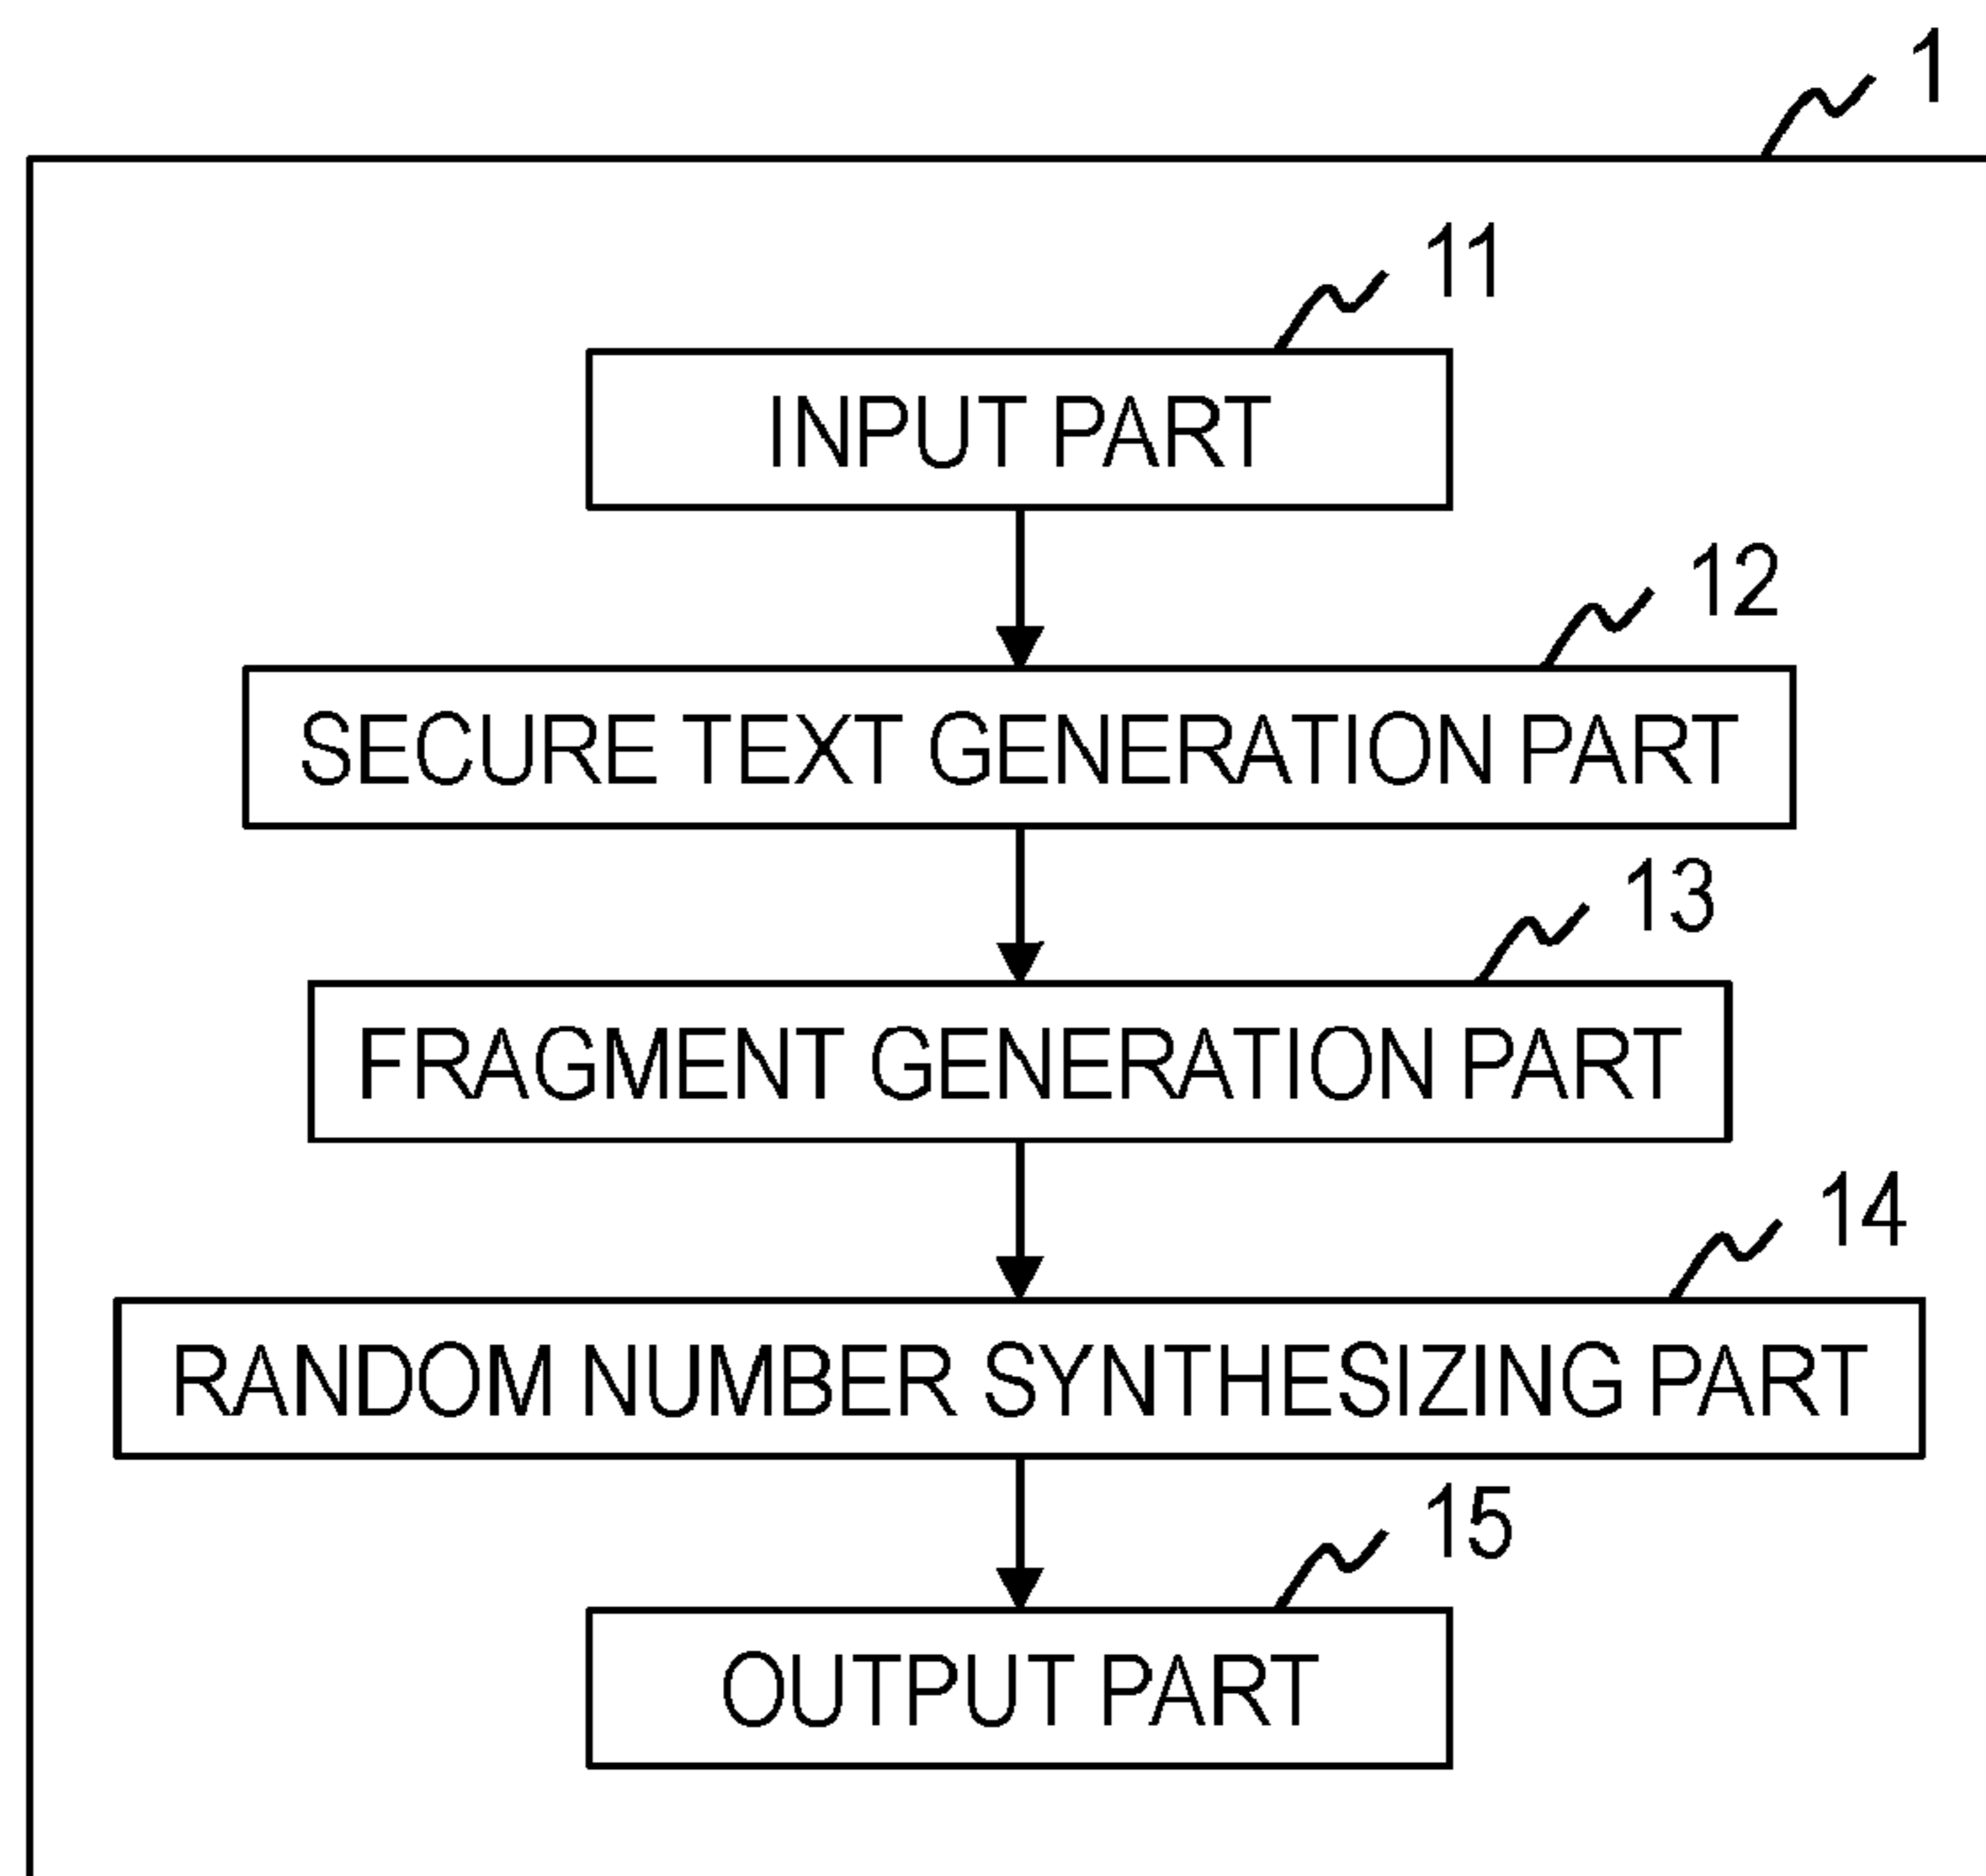 1
11
INPUT PART
12
SECURE TEXT GENERATION PART
13
FRAGMENT GENERATION PART
14
RANDOM NUMBER SYNTHESIZING PART
15
OUTPUT PART